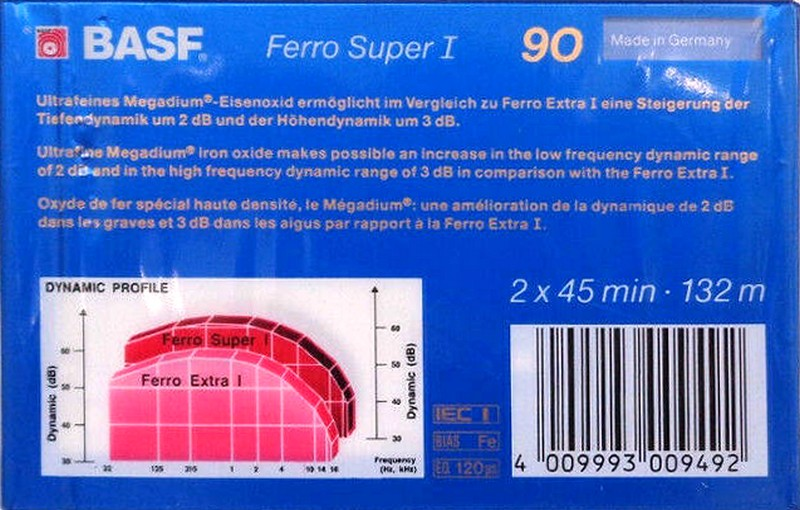 BASF Ferro Super I 90 Made in Germany
Ultrafeines Megadium®-Eisenoxid ermöglicht im Vergleich zu Ferro Extra I eine Steigerung der
Tiefendynamik um 2 dB und der Höhendynamik um 3 dB.
Ultrafine Megadium® iron oxide makes possible an increase in the low frequency dynamic range
of 2 dB and in the high frequency dynamic range of 3 dB in comparison with the Ferro Extra I.
Oxyde de fer spécial haute densité, le Mégadium®: une amélioration de la dynamique de 2 dB
dans les graves et 3 dB dans les aigus par rapport à la Ferro Extra I.
DYNAMIC PROFILE
Ferro Super I
Ferro Extra I
Dynamic (dB)
60
50
40
30
Dynamic (dB)
60
50
40
30
32 125 1 2 4 10 14 16
Frequency
(Hz, kHz)
2 x 45 min · 132 m
IEC I
BIAS Fe
EQ. 120 µs
4 009993 009492